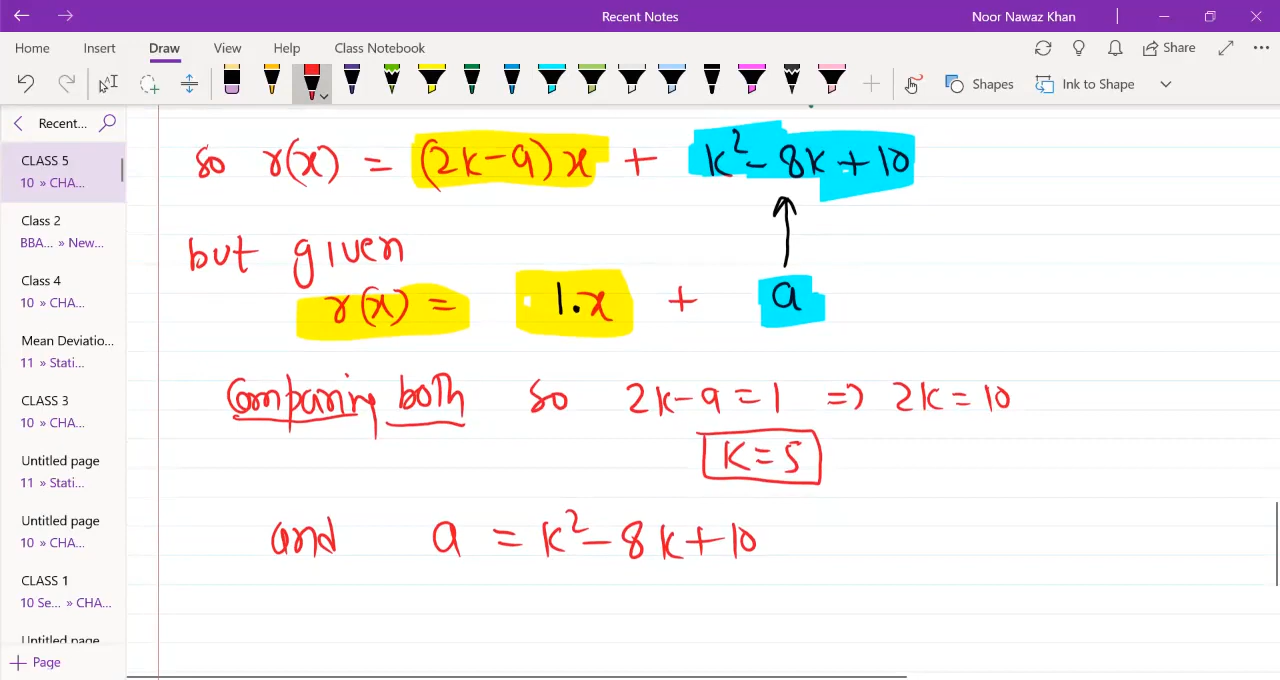 Recent Notes
Noor Nawaz Khan
Home Insert Draw View Help Class Notebook
Share
Shapes
Ink to Shape
Recent...
CLASS 5
10 » CHA...
Class 2
BBA... » New...
Class 4
10 » CHA...
Mean Deviatio...
11 » Stati...
CLASS 3
10 » CHA...
Untitled page
11 » Stati...
Untitled page
10 » CHA...
CLASS 1
10 Se... » CHA...
Untitled page
+ Page
so r(x) = (2k-9)x + k²-8k+10
but given
r(x) = 1.x + a
Comparing both so 2k-9=1 => 2k=10
k=5
and a = k²-8k+10